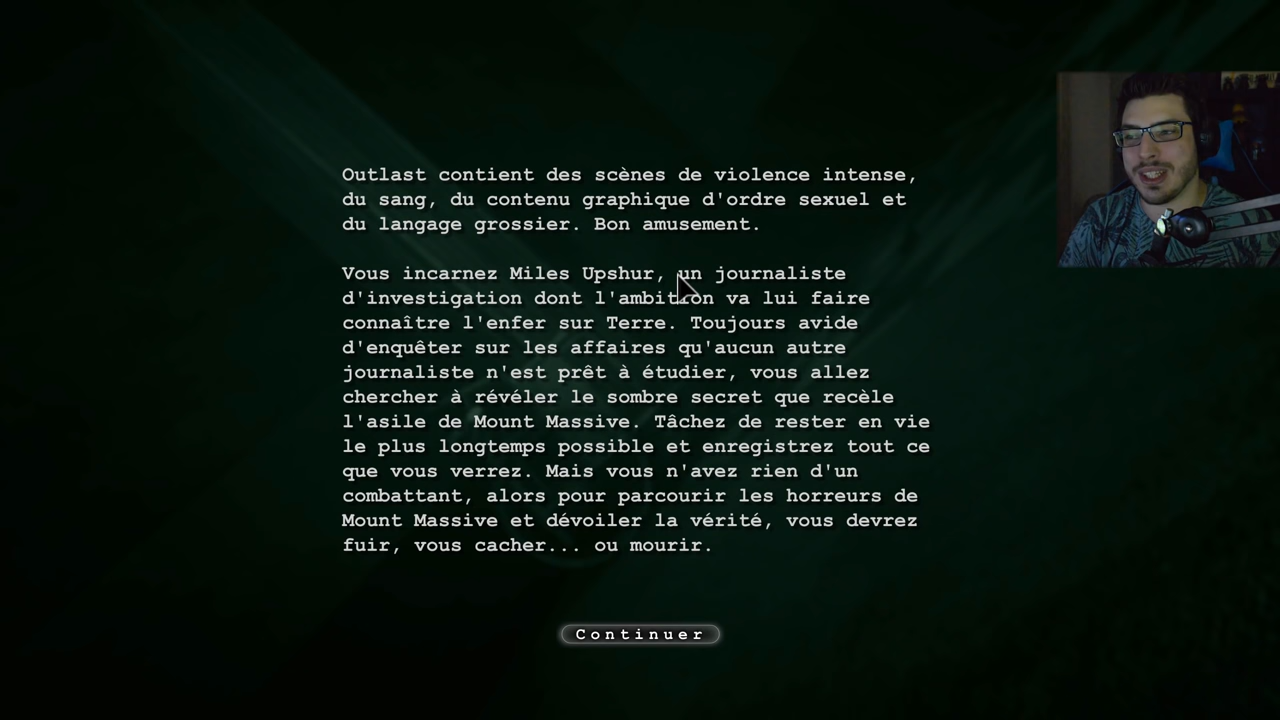 Outlast contient des scènes de violence intense,
du sang, du contenu graphique d'ordre sexuel et
du langage grossier. Bon amusement.
Vous incarnez Miles Upshur, un journaliste
d'investigation dont l'ambition va lui faire
connaître l'enfer sur Terre. Toujours avide
d'enquêter sur les affaires qu'aucun autre
journaliste n'est prêt à étudier, vous allez
chercher à révéler le sombre secret que recèle
l'asile de Mount Massive. Tâchez de rester en vie
le plus longtemps possible et enregistrez tout ce
que vous verrez. Mais vous n'avez rien d'un
combattant, alors pour parcourir les horreurs de
Mount Massive et dévoiler la vérité, vous devrez
fuir, vous cacher... ou mourir.
Continuer